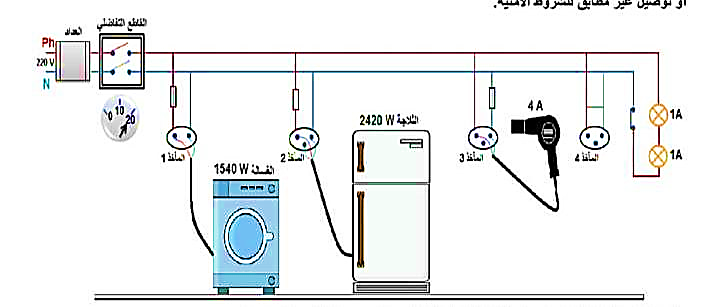 أو توصيل غير مطابق للشروط الأمنية.
القاطع التفاضلي
العداد
Ph
220 V
N
0 10 20
المأخذ 1
المأخذ 2
المأخذ 3
المأخذ 4
1540 W الغسالة
2420 W الثلاجة
4 A
1A
1A